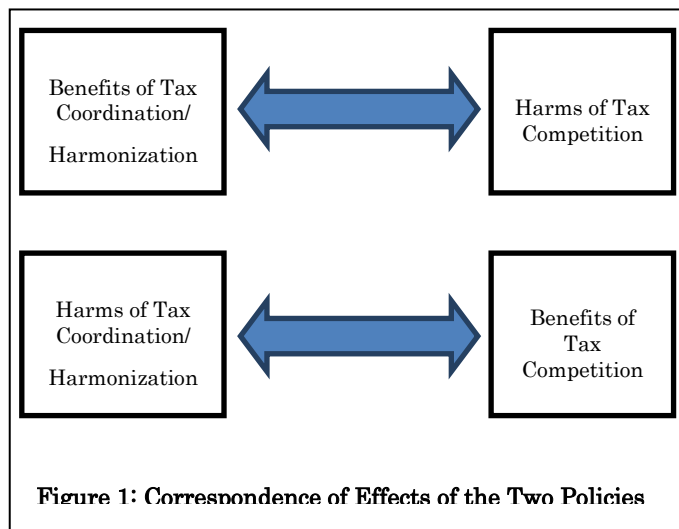 Benefits of Tax
Coordination/
Harmonization
Harms of Tax
Competition
Harms of Tax
Coordination/
Harmonization
Benefits of
Tax
Competition
Figure 1: Correspondence of Effects of the Two Policies